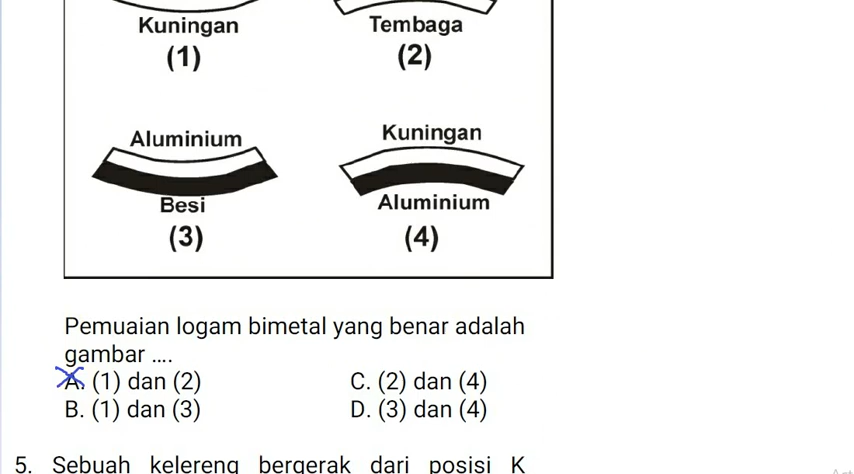 Kuningan Tembaga
(1) (2)
Aluminium Kuningan
Besi Aluminium
(3) (4)
Pemuaian logam bimetal yang benar adalah
gambar ....
A. (1) dan (2) C. (2) dan (4)
B. (1) dan (3) D. (3) dan (4)
5. Sebuah kelereng bergerak dari posisi K